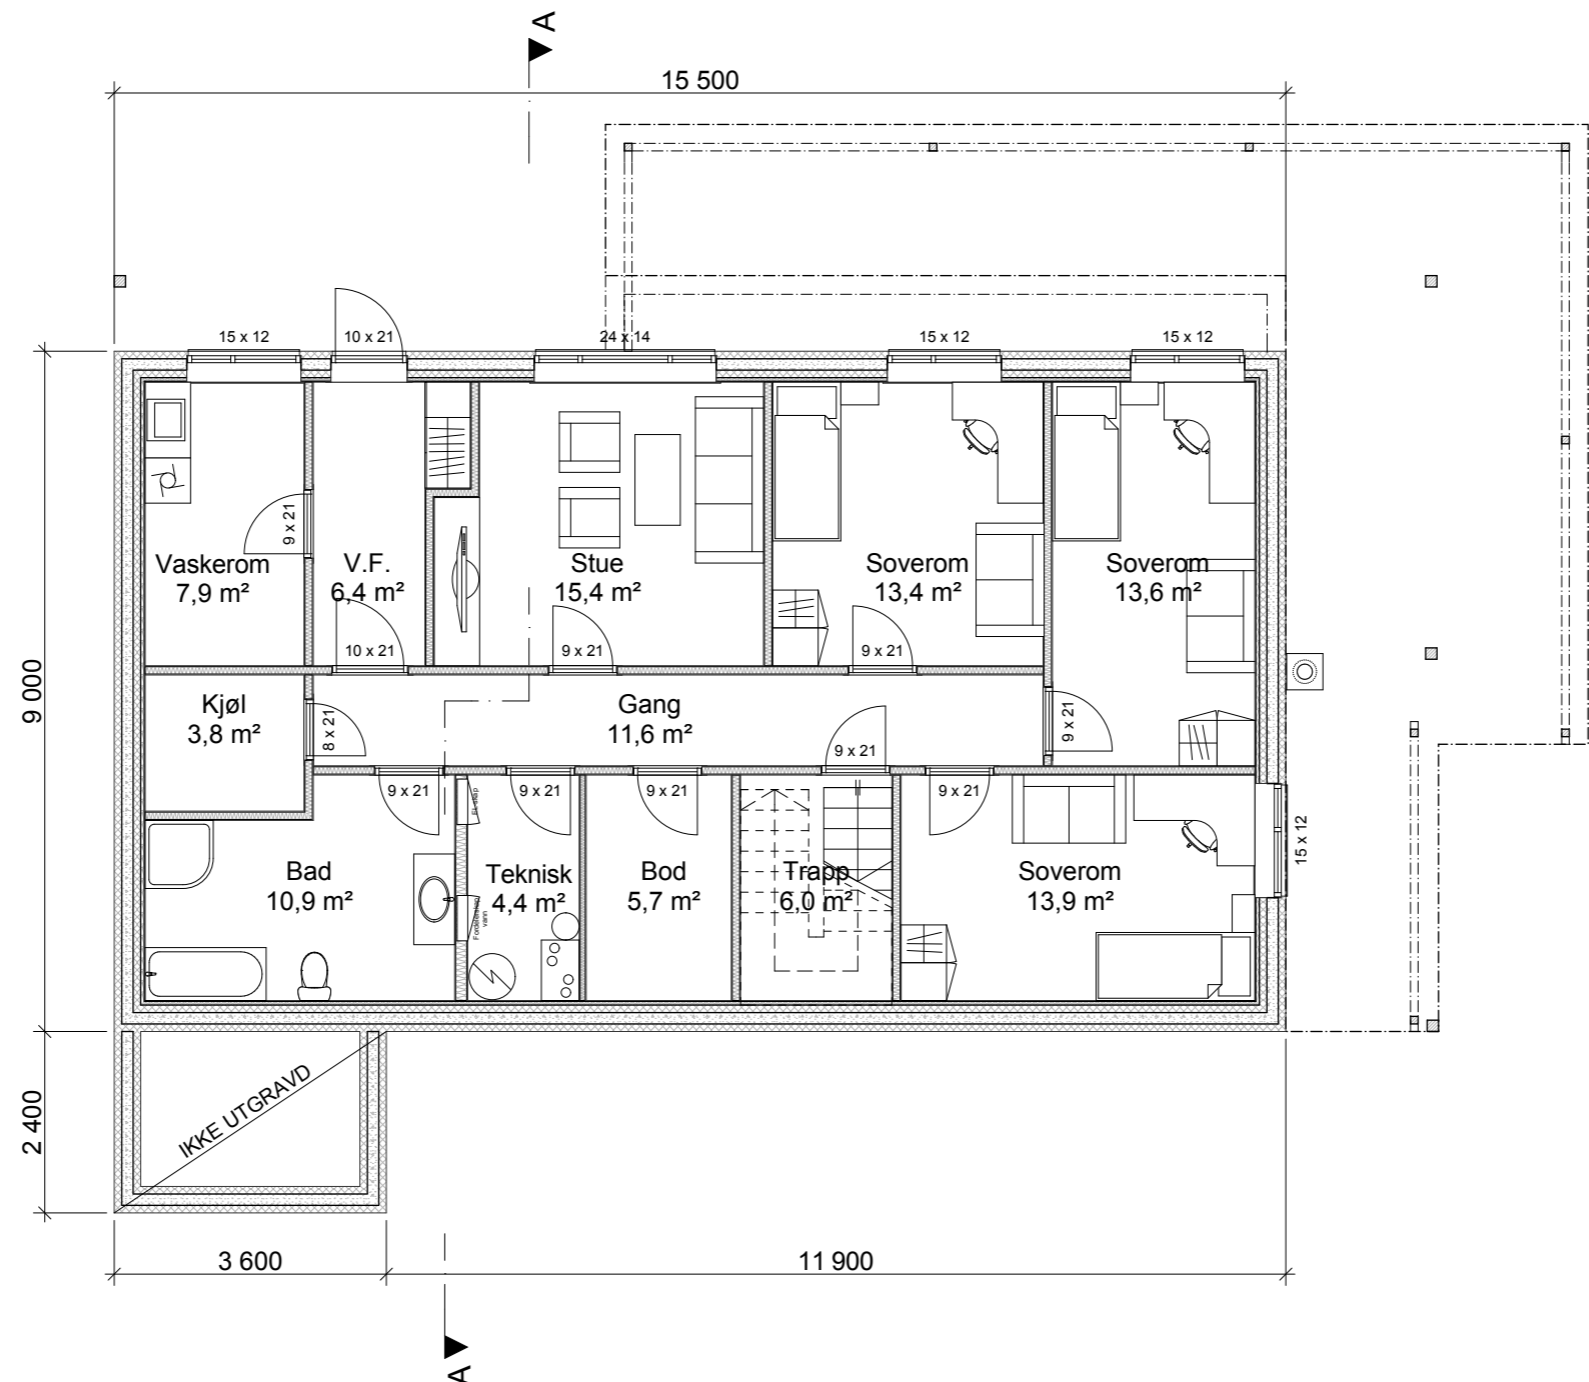 A
15 500
15 x 12
10 x 21
24 x 14
15 x 12
15 x 12
9 x 21
Vaskerom
7,9 m²
V.F.
6,4 m²
Stue
15,4 m²
Soverom
13,4 m²
Soverom
13,6 m²
10 x 21
9 x 21
9 x 21
9 000
Kjøl
3,8 m²
8 x 21
Gang
11,6 m²
9 x 21
9 x 21
9 x 21
9 x 21
9 x 21
9 x 21
El.skap
15 x 12
Bad
10,9 m²
Teknisk
4,4 m²
Bod
5,7 m²
Trapp
6,0 m²
Soverom
13,9 m²
vann
IKKE UTGRAVD
2 400
3 600
11 900
A